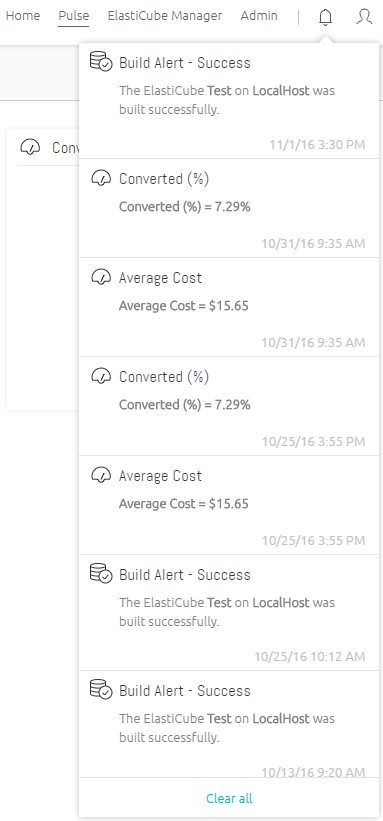 Home Pulse ElastiCube Manager Admin
Build Alert - Success
The ElastiCube Test on LocalHost was
built successfully.
11/1/16 3:30 PM
Conv
Converted (%)
Converted (%) = 7.29%
10/31/16 9:35 AM
Average Cost
Average Cost = $15.65
10/31/16 9:35 AM
Converted (%)
Converted (%) = 7.29%
10/25/16 3:55 PM
Average Cost
Average Cost = $15.65
10/25/16 3:55 PM
Build Alert - Success
The ElastiCube Test on LocalHost was
built successfully.
10/25/16 10:12 AM
Build Alert - Success
The ElastiCube Test on LocalHost was
built successfully.
10/13/16 9:20 AM
Clear all